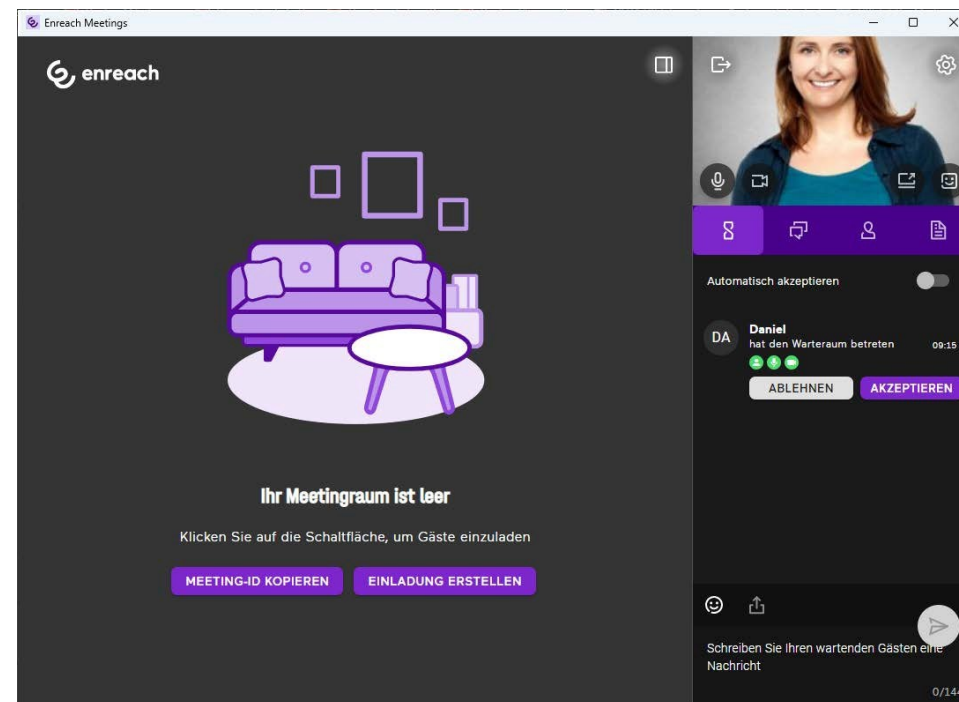 Enreach Meetings
enreach
Ihr Meetingraum ist leer
Klicken Sie auf die Schaltfläche, um Gäste einzuladen
MEETING-ID KOPIEREN
EINLADUNG ERSTELLEN
Automatisch akzeptieren
DA
Daniel
hat den Warteraum betreten
09:15
ABLEHNEN
AKZEPTIEREN
Schreiben Sie Ihren wartenden Gästen eine
Nachricht
0/144